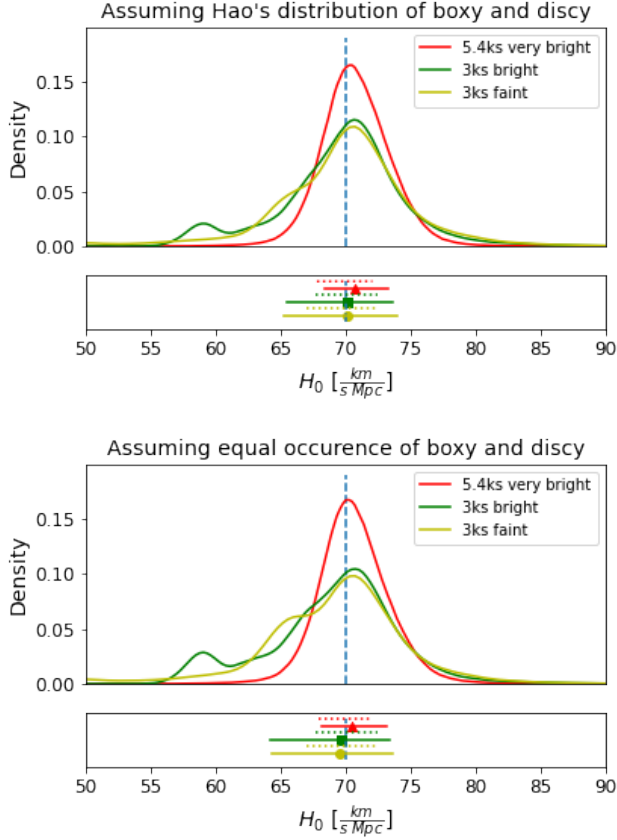 Assuming Hao's distribution of boxy and discy
5.4ks very bright
3ks bright
3ks faint
Density
0.15
0.10
0.05
0.00
50 55 60 65 70 75 80 85 90
H_0 [km/s Mpc]
Assuming equal occurence of boxy and discy
5.4ks very bright
3ks bright
3ks faint
Density
0.15
0.10
0.05
0.00
50 55 60 65 70 75 80 85 90
H_0 [km/s Mpc]